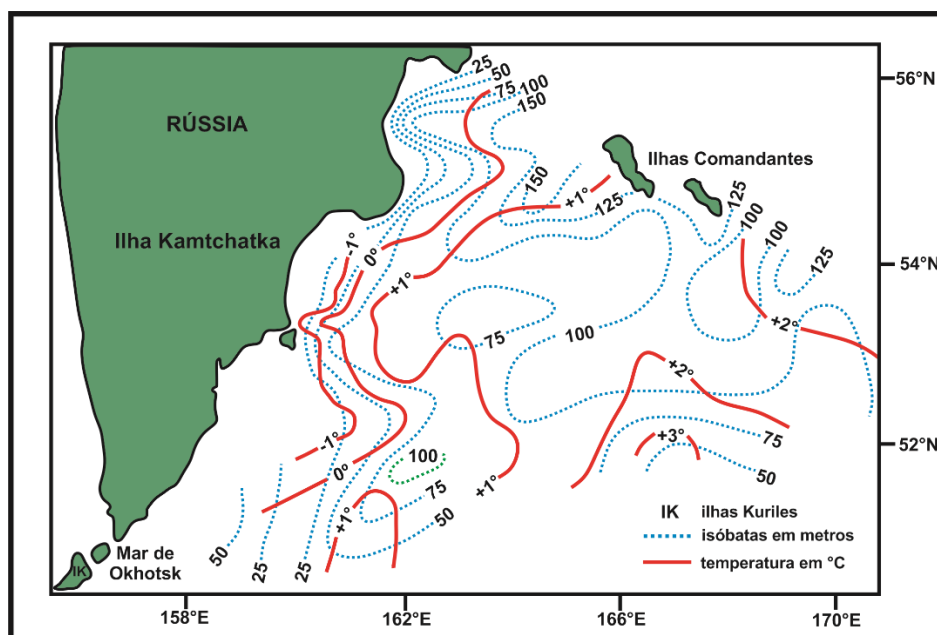 25
50
75
100
150
56°N
RÚSSIA
Ilhas Comandantes
150
+1°
125
125
100
100
125
Ilha Kamtchatka
-1°
0°
+1°
54°N
75
100
+2°
+2°
-1°
0°
100
75
50
+1°
+1°
+3°
75
50
52°N
IK ilhas Kuriles
isóbatas em metros
temperatura em °C
50
25
25
Mar de
Okhotsk
IK
158°E
162°E
166°E
170°E